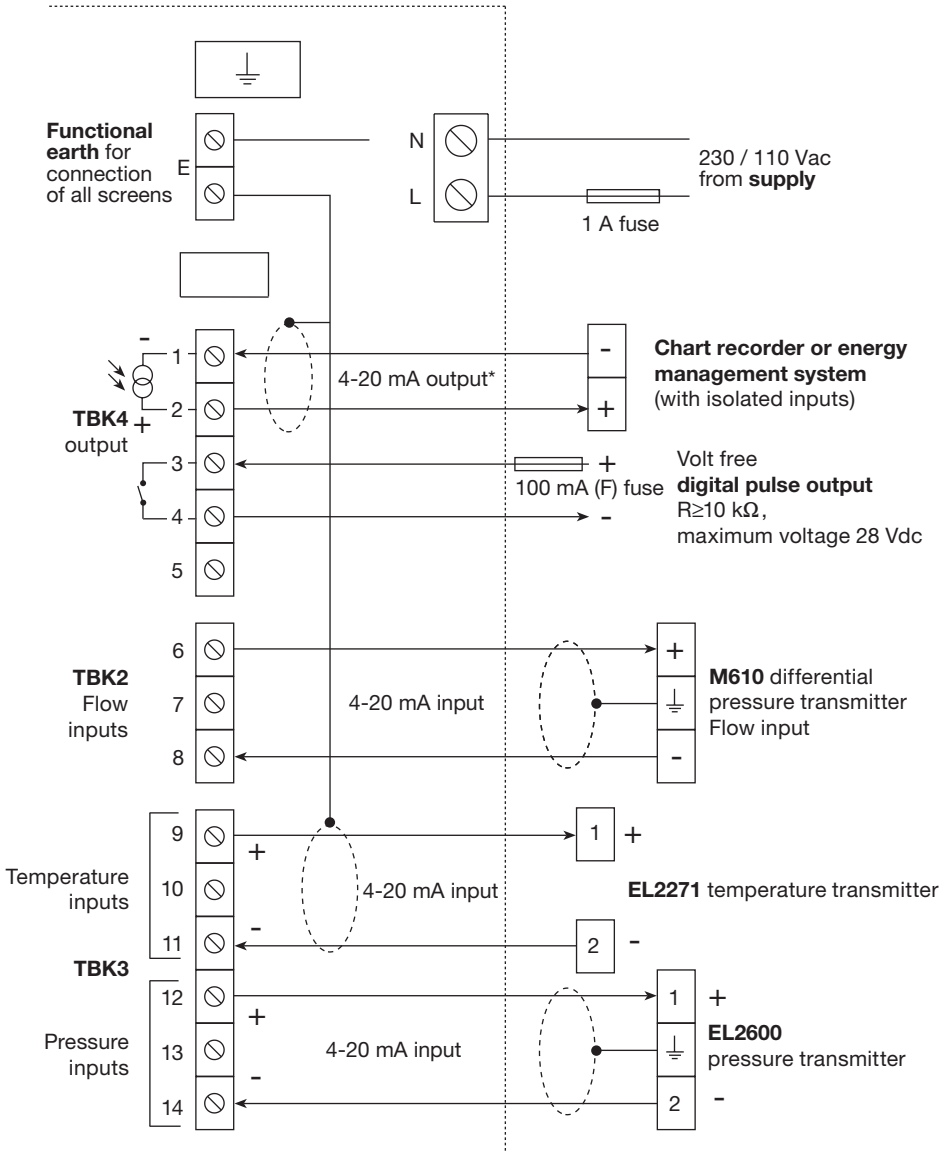 Functional
earth for
connection
of all screens
E
N
L
230 / 110 Vac
from supply
1 A fuse
-
1
2
+
TBK4
output
3
4
5
4-20 mA output*
-
+
Chart recorder or energy
management system
(with isolated inputs)
100 mA (F) fuse
+
-
Volt free
digital pulse output
R≥10 kΩ,
maximum voltage 28 Vdc
TBK2
Flow
inputs
6
7
8
4-20 mA input
+
-
M610 differential
pressure transmitter
Flow input
Temperature
inputs
9
10
11
+
-
4-20 mA input
1
+
2
-
EL2271 temperature transmitter
TBK3
Pressure
inputs
12
13
14
+
-
4-20 mA input
1
+
2
-
EL2600
pressure transmitter